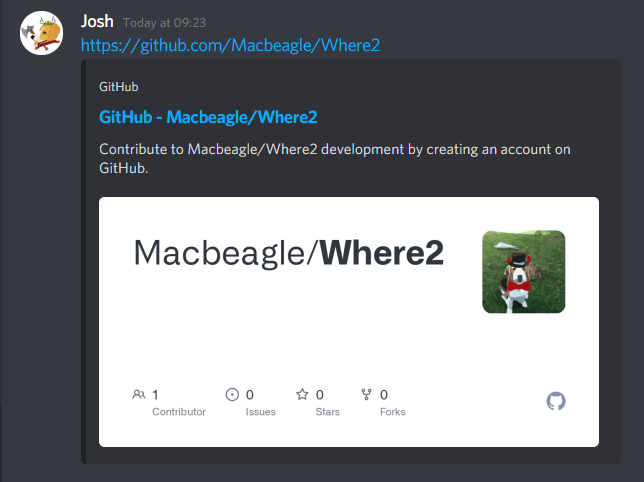 Josh Today at 09:23
https://github.com/Macbeagle/Where2
GitHub
GitHub - Macbeagle/Where2
Contribute to Macbeagle/Where2 development by creating an account on
GitHub.
Macbeagle/Where2
1 0 0 0
Contributor Issues Stars Forks